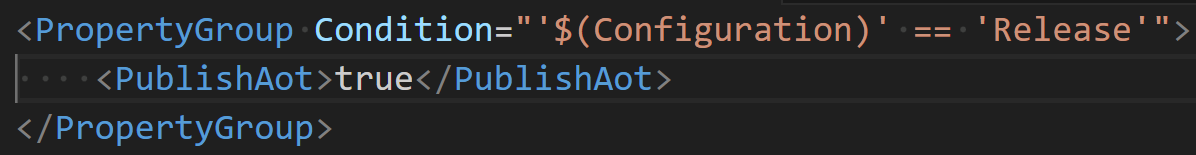 <PropertyGroup Condition="'$(Configuration)' == 'Release'">
    <PublishAot>true</PublishAot>
</PropertyGroup>